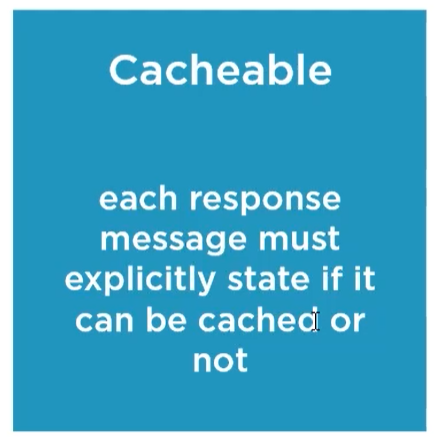 Cacheable
each response
message must
explicitly state if it
can be cached or
not